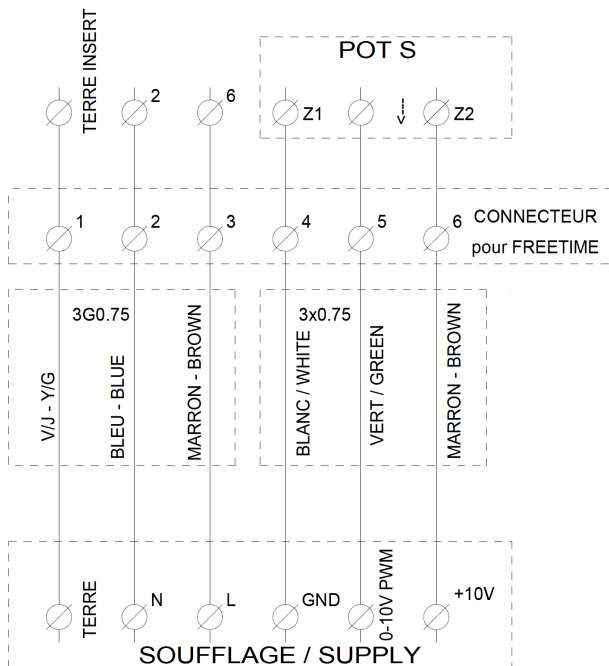 POT S
TERRE INSERT
2
6
Z1
-->
Z2
1
2
3
4
5
6
CONNECTEUR
pour FREETIME
3G0.75
3x0.75
V/J - Y/G
BLEU - BLUE
MARRON - BROWN
BLANC / WHITE
VERT / GREEN
MARRON - BROWN
TERRE
N
L
GND
0-10V PWM
+10V
SOUFFLAGE / SUPPLY